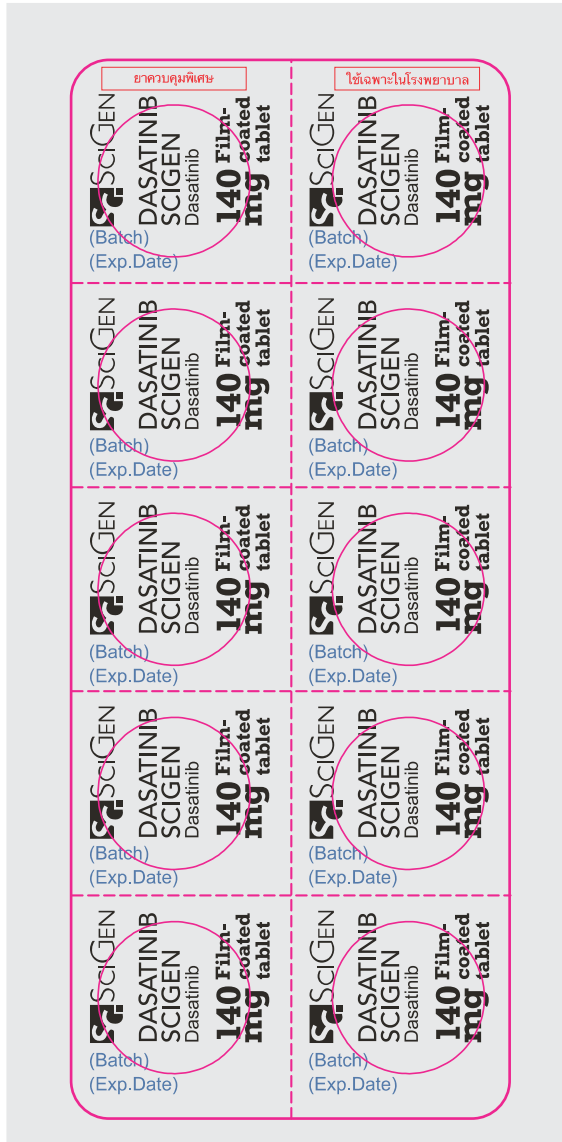 ยาควบคุมพิเศษ
ใช้เฉพาะในโรงพยาบาล
SCIGEN
DASATINIB
SCIGEN
Dasatinib
140 mg Film-coated tablet
(Batch)
(Exp.Date)
SCIGEN
DASATINIB
SCIGEN
Dasatinib
140 mg Film-coated tablet
(Batch)
(Exp.Date)
SCIGEN
DASATINIB
SCIGEN
Dasatinib
140 mg Film-coated tablet
(Batch)
(Exp.Date)
SCIGEN
DASATINIB
SCIGEN
Dasatinib
140 mg Film-coated tablet
(Batch)
(Exp.Date)
SCIGEN
DASATINIB
SCIGEN
Dasatinib
140 mg Film-coated tablet
(Batch)
(Exp.Date)
SCIGEN
DASATINIB
SCIGEN
Dasatinib
140 mg Film-coated tablet
(Batch)
(Exp.Date)
SCIGEN
DASATINIB
SCIGEN
Dasatinib
140 mg Film-coated tablet
(Batch)
(Exp.Date)
SCIGEN
DASATINIB
SCIGEN
Dasatinib
140 mg Film-coated tablet
(Batch)
(Exp.Date)
SCIGEN
DASATINIB
SCIGEN
Dasatinib
140 mg Film-coated tablet
(Batch)
(Exp.Date)
SCIGEN
DASATINIB
SCIGEN
Dasatinib
140 mg Film-coated tablet
(Batch)
(Exp.Date)